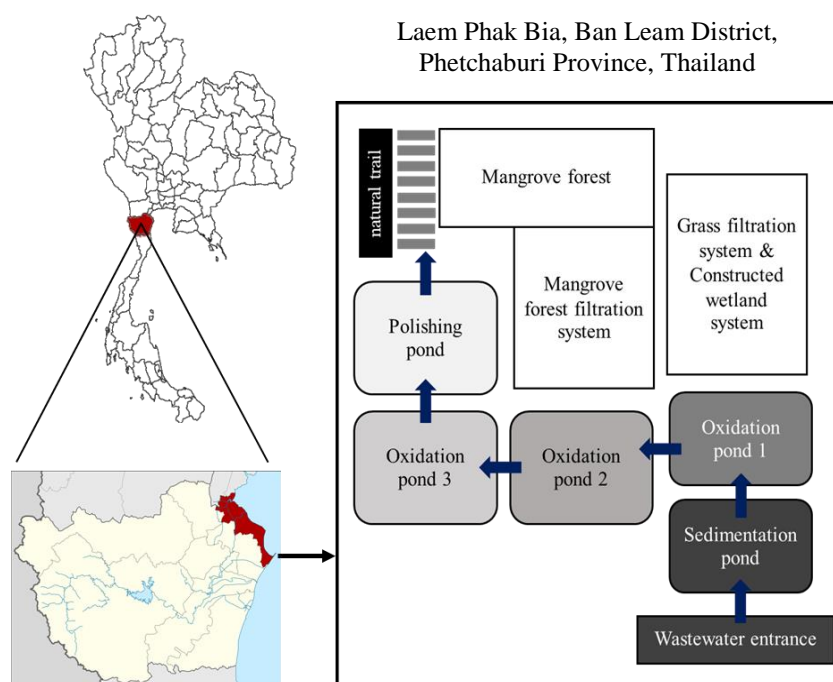 Laem Phak Bia, Ban Leam District,
Phetchaburi Province, Thailand
natural trail
Mangrove forest
Grass filtration
system &
Constructed
wetland
system
Mangrove
forest filtration
system
Polishing
pond
Oxidation
pond 3
Oxidation
pond 2
Oxidation
pond 1
Sedimentation
pond
Wastewater entrance